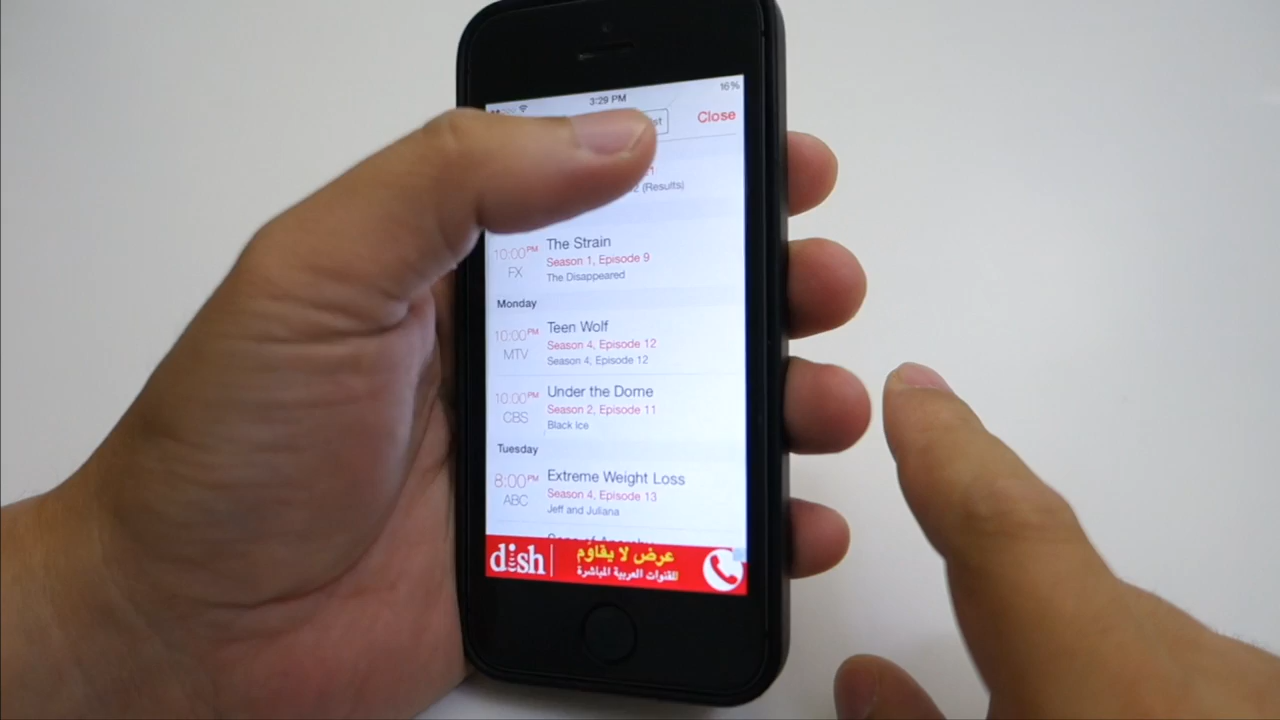 3:29 PM
16%
Close
(Results)
The Strain
10:00PM
Season 1, Episode 9
FX
The Disappeared
Monday
Teen Wolf
10:00PM
Season 4, Episode 12
MTV
Season 4, Episode 12
Under the Dome
10:00PM
Season 2, Episode 11
CBS
Black Ice
Tuesday
Extreme Weight Loss
8:00PM
Season 4, Episode 13
ABC
Jeff and Juliana
dish
عرض لا يقاوم
للقنوات العربية المباشرة